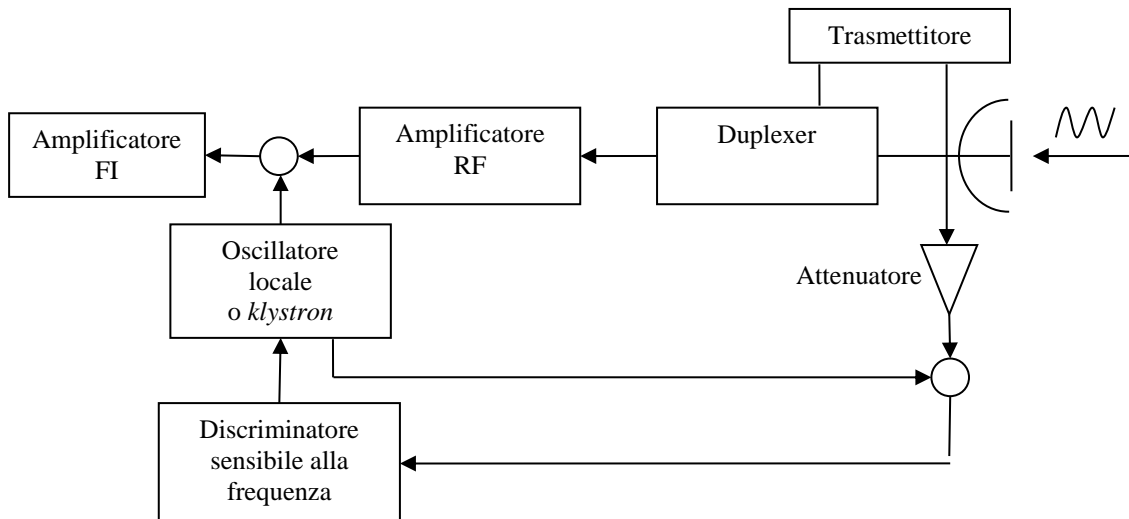 Trasmettitore
Amplificatore
FI
Amplificatore
RF
Duplexer
Oscillatore
locale
o klystron
Attenuatore
Discriminatore
sensibile alla
frequenza